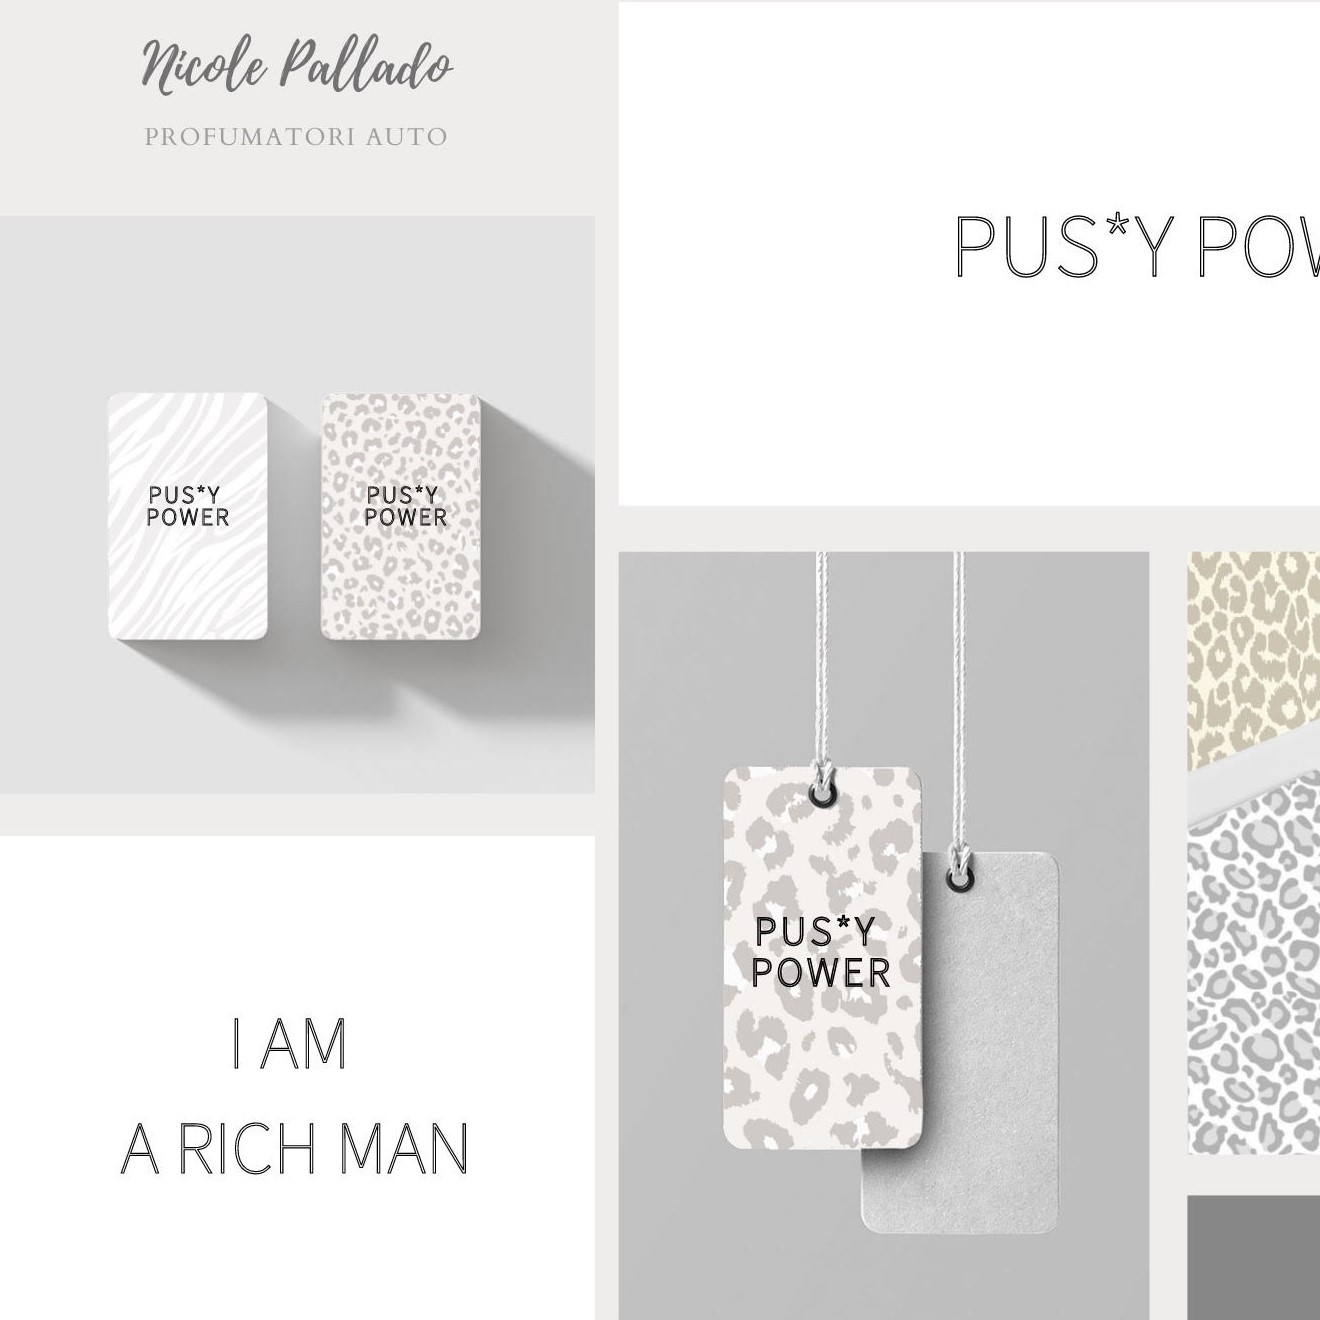 Nicole Pallado
PROFUMATORI AUTO
PUS*Y POW
PUS*Y
POWER
PUS*Y
POWER
PUS*Y
POWER
I AM
A RICH MAN